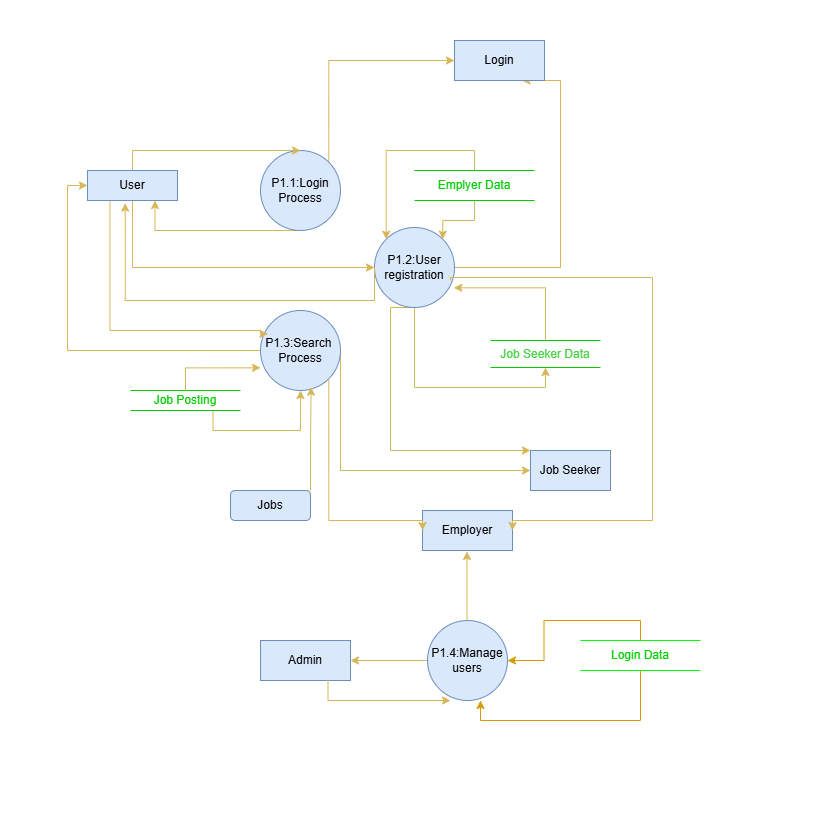 Login
User
P1.1:Login
Process
Emplyer Data
P1.2:User
registration
P1.3:Search
Process
Job Seeker Data
Job Posting
Job Seeker
Jobs
Employer
Admin
P1.4:Manage
users
Login Data